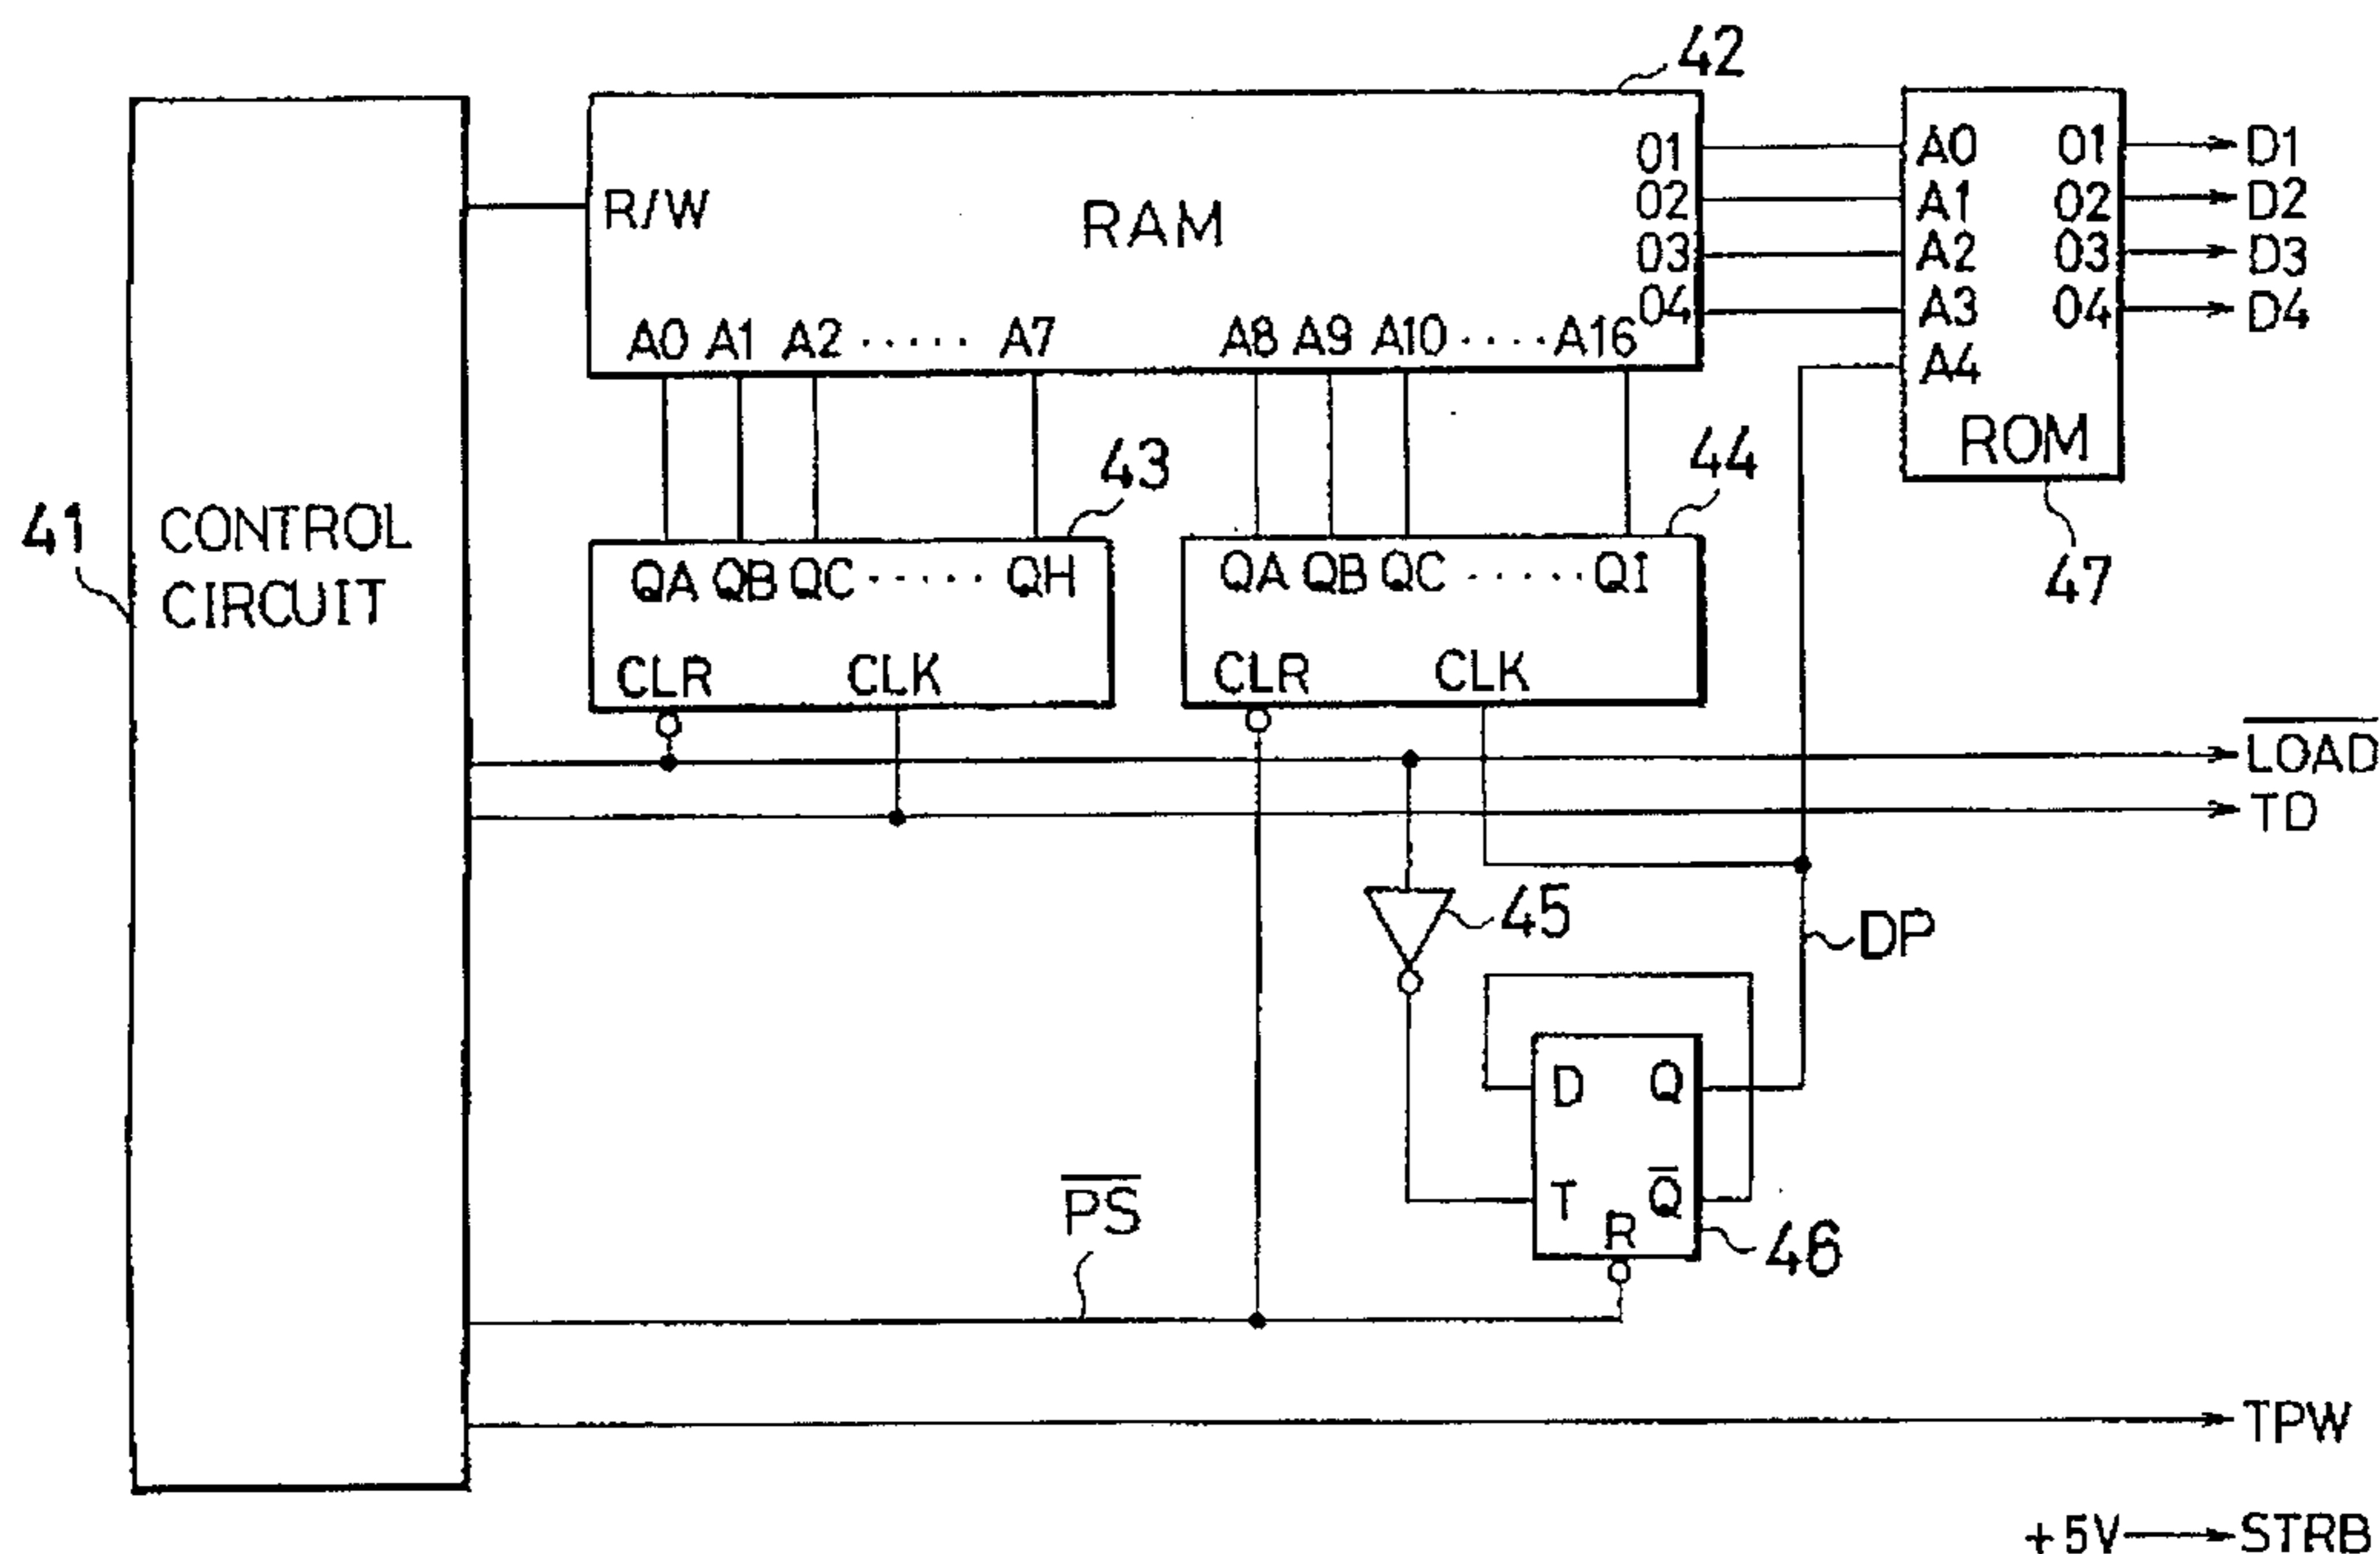 42
R/W
RAM
01
02
03
04
A0 A1 A2 ..... A7 A8 A9 A10 .... A16
A0 01 D1
A1 02 D2
A2 03 D3
A3 04 D4
A4
ROM
47
41
CONTROL
CIRCUIT
43
QA QB QC ..... QH
CLR CLK
44
QA QB QC ..... QI
CLR CLK
L̅O̅A̅D̅
TD
45
DP
D Q
T Q̅
R
46
P̅S̅
TPW
+5V STRB